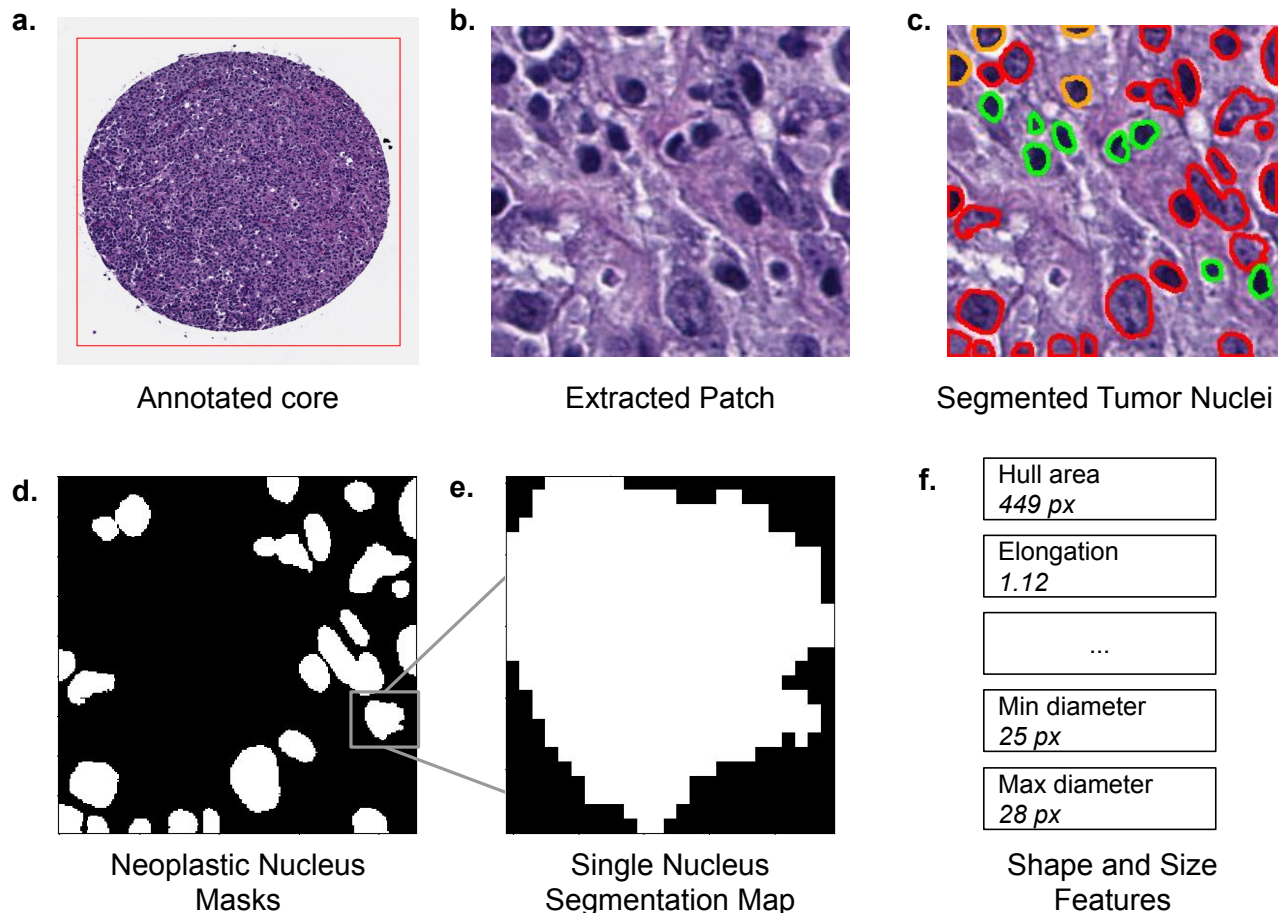 a.
b.
c.
Annotated core
Extracted Patch
Segmented Tumor Nuclei
d.
e.
f.
Hull area
449 px
Elongation
1.12
...
Min diameter
25 px
Max diameter
28 px
Neoplastic Nucleus
Masks
Single Nucleus
Segmentation Map
Shape and Size
Features